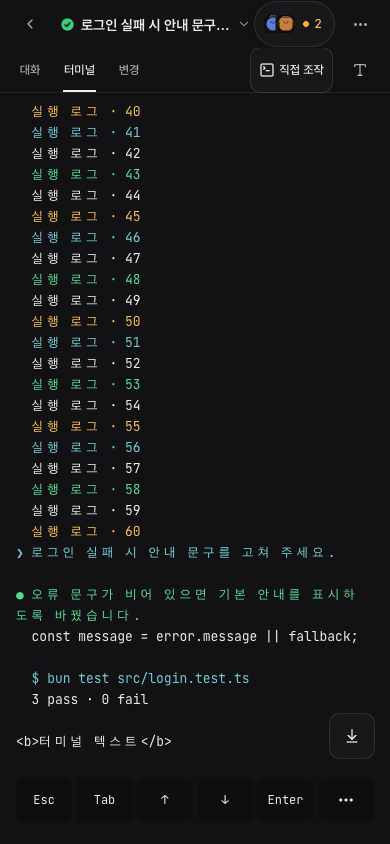 로그인 실패 시 안내 문구...
2
대화
터미널
변경
직접 조작
실행 로그 · 40
실행 로그 · 41
실행 로그 · 42
실행 로그 · 43
실행 로그 · 44
실행 로그 · 45
실행 로그 · 46
실행 로그 · 47
실행 로그 · 48
실행 로그 · 49
실행 로그 · 50
실행 로그 · 51
실행 로그 · 52
실행 로그 · 53
실행 로그 · 54
실행 로그 · 55
실행 로그 · 56
실행 로그 · 57
실행 로그 · 58
실행 로그 · 59
실행 로그 · 60
❯ 로그인 실패 시 안내 문구를 고쳐 주세요.
● 오류 문구가 비어 있으면 기본 안내를 표시하
도록 바꿨습니다.
const message = error.message || fallback;
$ bun test src/login.test.ts
3 pass · 0 fail
<b>터미널 텍스트</b>
Esc
Tab
↑
↓
Enter
•••